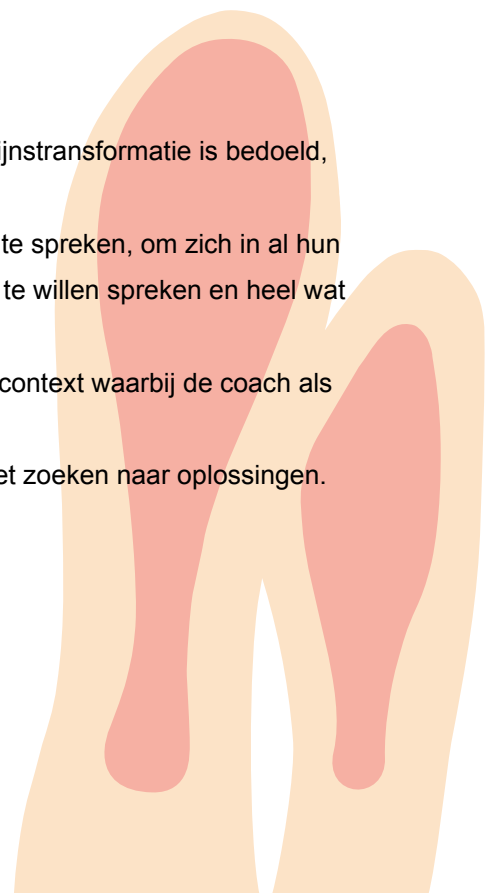 ijnstransformatie is bedoeld,
te spreken, om zich in al hun
te willen spreken en heel wat
context waarbij de coach als
et zoeken naar oplossingen.